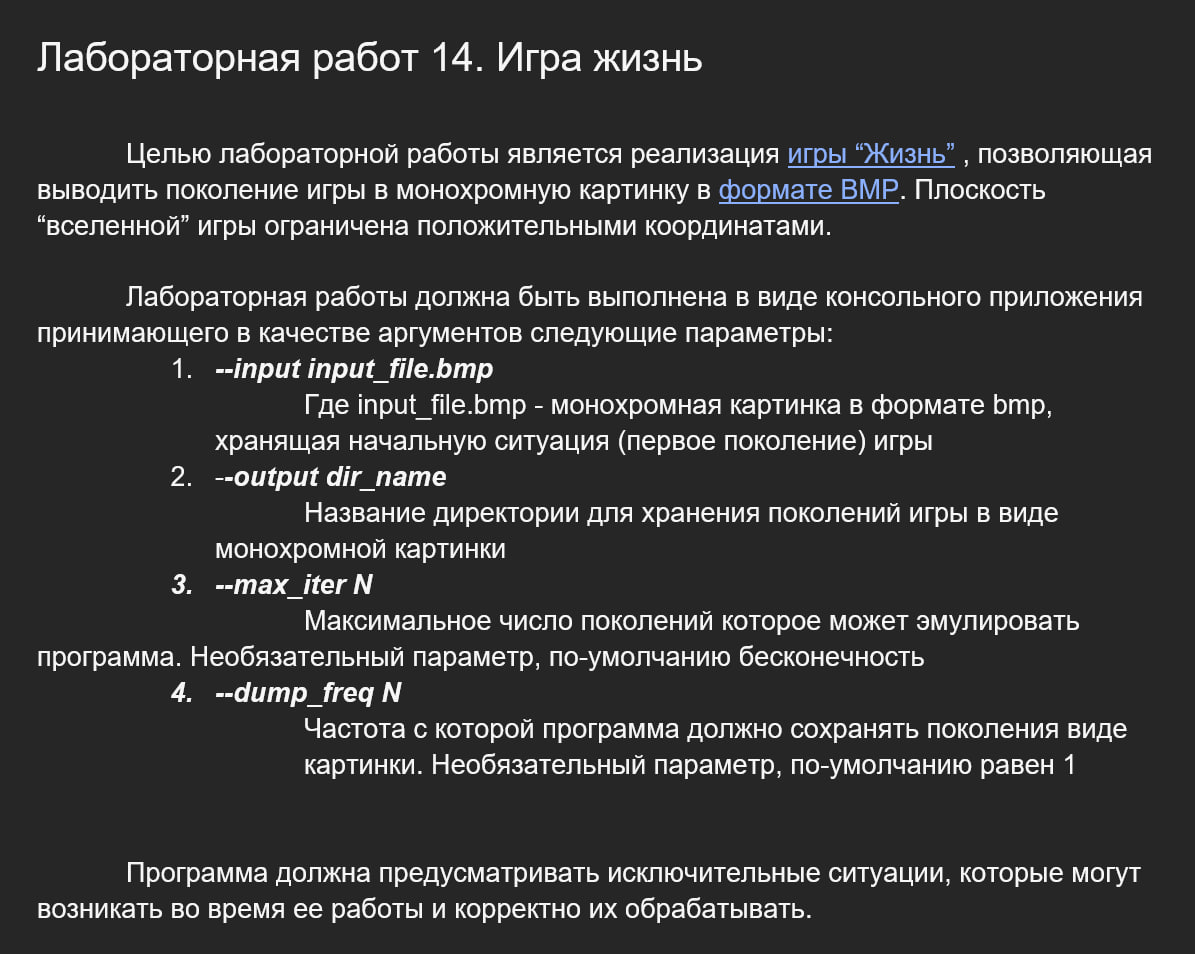 Лабораторная работ 14. Игра жизнь
Целью лабораторной работы является реализация игры “Жизнь” , позволяющая
выводить поколение игры в монохромную картинку в формате BMP. Плоскость
“вселенной” игры ограничена положительными координатами.
Лабораторная работы должна быть выполнена в виде консольного приложения
принимающего в качестве аргументов следующие параметры:
1. --input input_file.bmp
Где input_file.bmp - монохромная картинка в формате bmp,
хранящая начальную ситуация (первое поколение) игры
2. --output dir_name
Название директории для хранения поколений игры в виде
монохромной картинки
3. --max_iter N
Максимальное число поколений которое может эмулировать
программа. Необязательный параметр, по-умолчанию бесконечность
4. --dump_freq N
Частота с которой программа должно сохранять поколения виде
картинки. Необязательный параметр, по-умолчанию равен 1
Программа должна предусматривать исключительные ситуации, которые могут
возникать во время ее работы и корректно их обрабатывать.